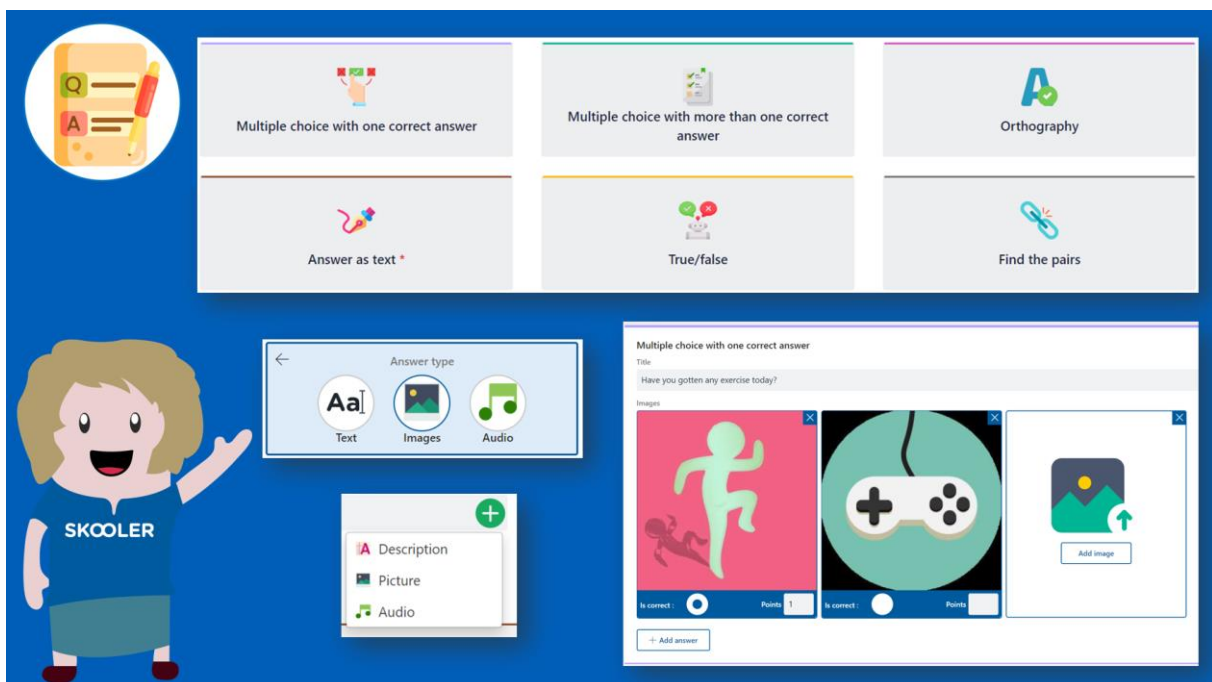 Q
A
Multiple choice with one correct answer
Multiple choice with more than one correct
answer
Orthography
Answer as text *
True/false
Find the pairs
Answer type
Aa
Text
Images
Audio
SKOOLER
Description
Picture
Audio
Multiple choice with one correct answer
Title
Have you gotten any exercise today?
Images
Is correct :
Points 1
Is correct :
Points
Add image
+ Add answer